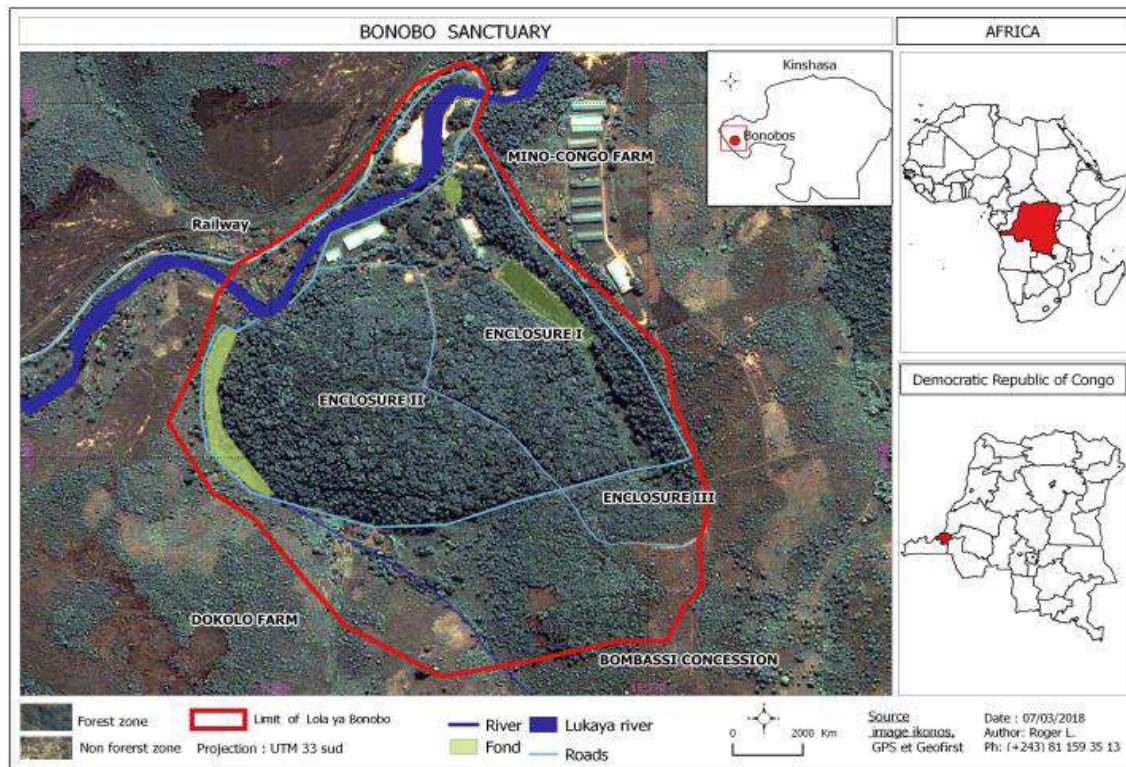 BONOBO SANCTUARY
AFRICA
Kinshasa
Bonobos
MINO-CONGO FARM
Railway
ENCLOSURE I
ENCLOSURE II
ENCLOSURE III
DOKOLO FARM
BOMBASSI CONCESSION
Democratic Republic of Congo
Forest zone
Non forerst zone
Limit of Lola ya Bonobo
Projection : UTM 33 sud
River
Fond
Lukaya river
Roads
0 2000 Km
Source
image ikonos,
GPS et Geofirst
Date : 07/03/2018
Author: Roger L.
Ph: (+243) 81 159 35 13